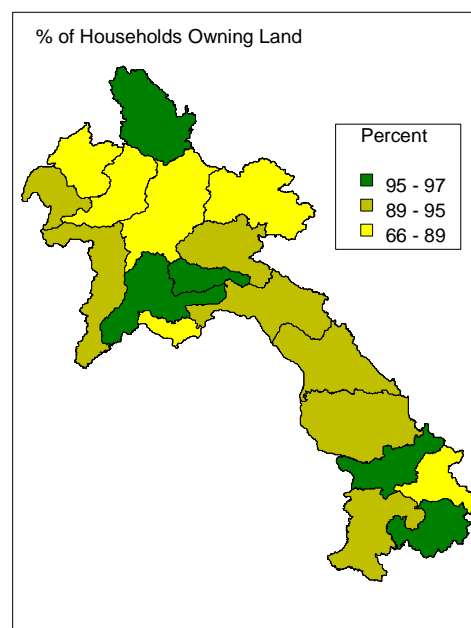 % of Households Owning Land
Percent
95 - 97
89 - 95
66 - 89